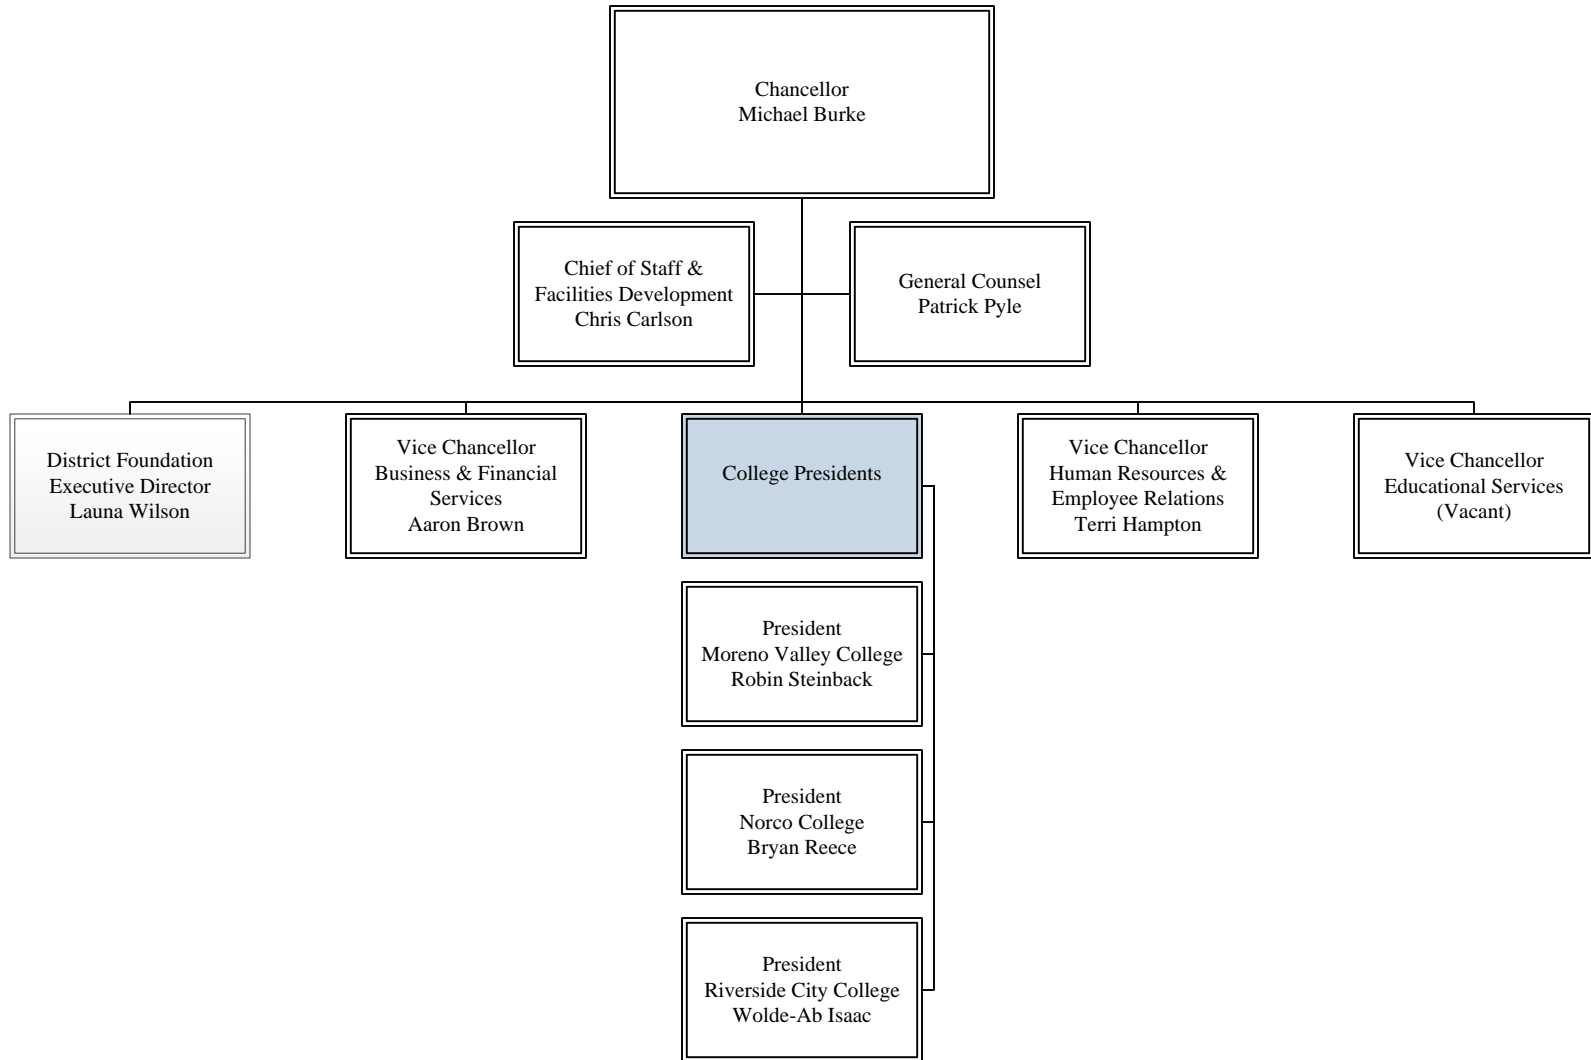 Chancellor
Michael Burke
Chief of Staff &
Facilities Development
Chris Carlson
General Counsel
Patrick Pyle
District Foundation
Executive Director
Launa Wilson
Vice Chancellor
Business & Financial
Services
Aaron Brown
College Presidents
Vice Chancellor
Human Resources &
Employee Relations
Terri Hampton
Vice Chancellor
Educational Services
(Vacant)
President
Moreno Valley College
Robin Steinback
President
Norco College
Bryan Reece
President
Riverside City College
Wolde-Ab Isaac